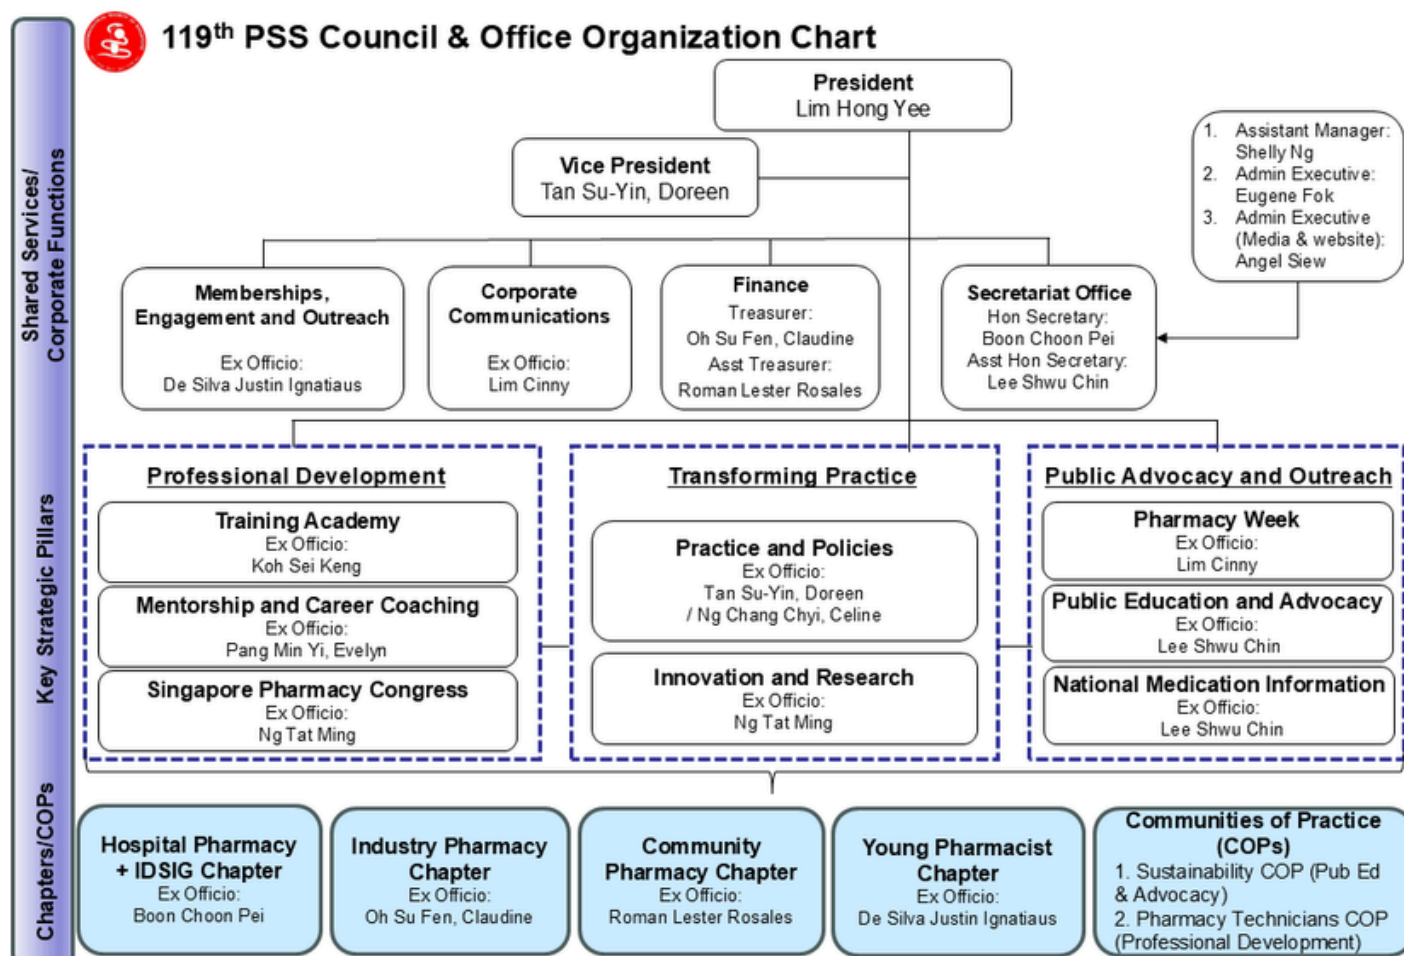 119th PSS Council & Office Organization Chart
Shared Services/
Corporate Functions
President
Lim Hong Yee
Vice President
Tan Su-Yin, Doreen
1. Assistant Manager:
Shelly Ng
2. Admin Executive:
Eugene Fok
3. Admin Executive
(Media & website):
Angel Siew
Memberships,
Engagement and Outreach
Ex Officio:
De Silva Justin Ignatiaus
Corporate
Communications
Ex Officio:
Lim Cinny
Finance
Treasurer:
Oh Su Fen, Claudine
Asst Treasurer:
Roman Lester Rosales
Secretariat Office
Hon Secretary:
Boon Choon Pei
Asst Hon Secretary:
Lee Shwu Chin
Key Strategic Pillars
Professional Development
Training Academy
Ex Officio:
Koh Sei Keng
Mentorship and Career Coaching
Ex Officio:
Pang Min Yi, Evelyn
Singapore Pharmacy Congress
Ex Officio:
Ng Tat Ming
Transforming Practice
Practice and Policies
Ex Officio:
Tan Su-Yin, Doreen
/ Ng Chang Chyi, Celine
Innovation and Research
Ex Officio:
Ng Tat Ming
Public Advocacy and Outreach
Pharmacy Week
Ex Officio:
Lim Cinny
Public Education and Advocacy
Ex Officio:
Lee Shwu Chin
National Medication Information
Ex Officio:
Lee Shwu Chin
Chapters/COPs
Hospital Pharmacy
+ IDSIG Chapter
Ex Officio:
Boon Choon Pei
Industry Pharmacy
Chapter
Ex Officio:
Oh Su Fen, Claudine
Community
Pharmacy Chapter
Ex Officio:
Roman Lester Rosales
Young Pharmacist
Chapter
Ex Officio:
De Silva Justin Ignatiaus
Communities of Practice
(COPs)
1. Sustainability COP (Pub Ed
& Advocacy)
2. Pharmacy Technicians COP
(Professional Development)